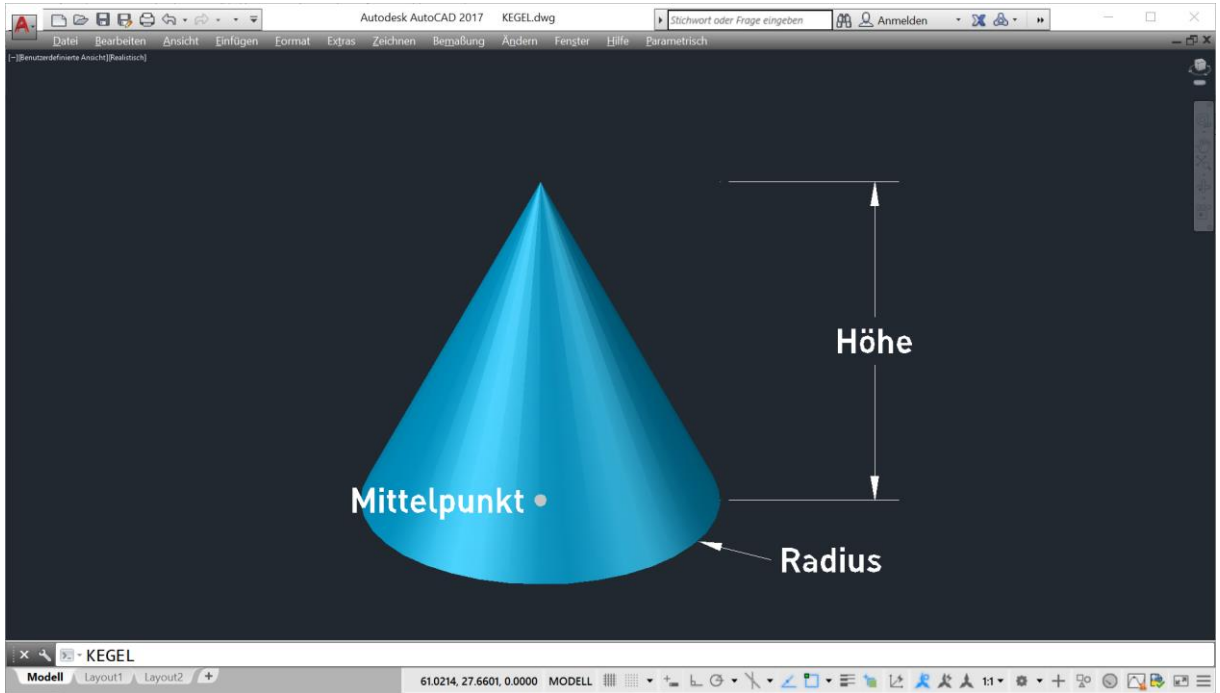 A Autodesk AutoCAD 2017 KEGEL.dwg Stichwort oder Frage eingeben Anmelden
Datei Bearbeiten Ansicht Einfügen Format Extras Zeichnen Bemaßung Ändern Fenster Hilfe Parametrisch
[−][Benutzerdefinierte Ansicht][Realistisch]
Höhe
Mittelpunkt
Radius
KEGEL
Modell Layout1 Layout2 + 61.0214, 27.6601, 0.0000 MODELL 1:1